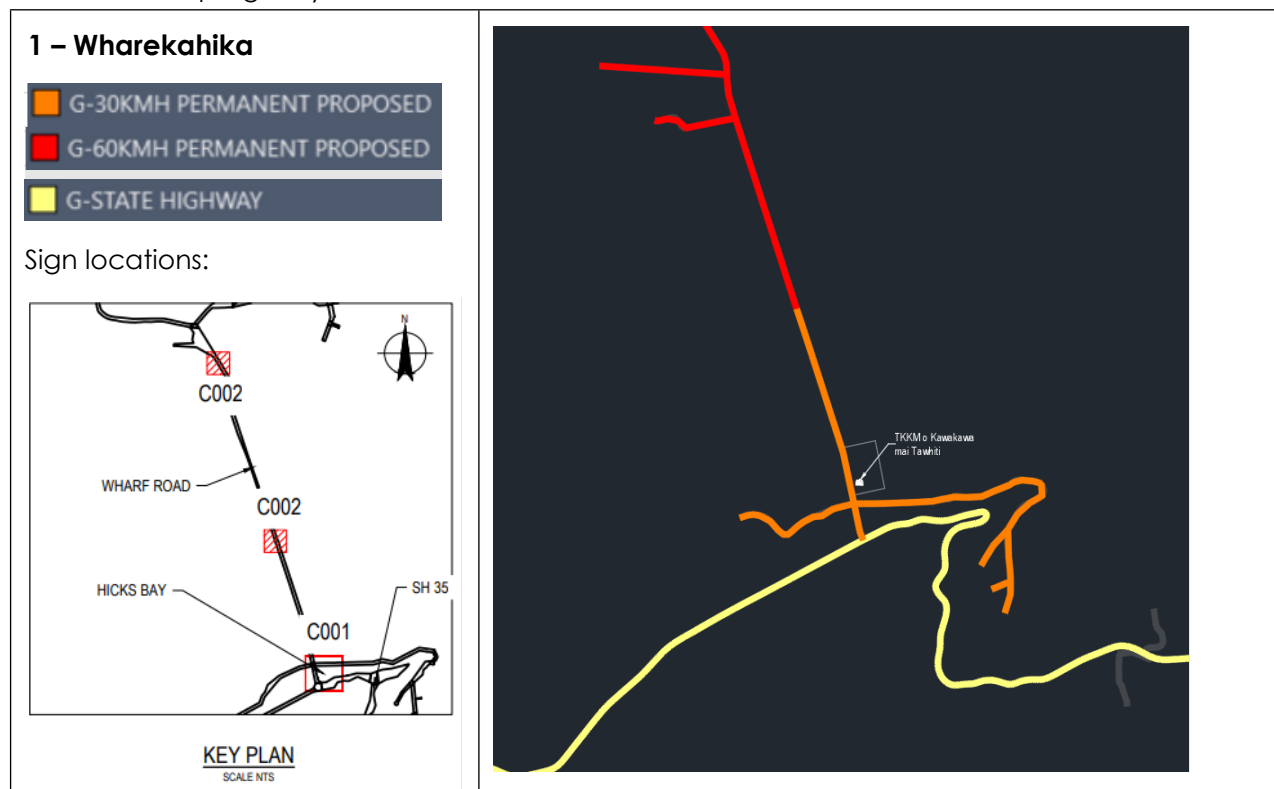 1 – Wharekahika
G-30KMH PERMANENT PROPOSED
G-60KMH PERMANENT PROPOSED
G-STATE HIGHWAY
Sign locations:
N
C002
WHARF ROAD
C002
HICKS BAY
SH 35
C001
KEY PLAN
SCALE NTS
TKKM o Kawakawa
mai Tawhiti